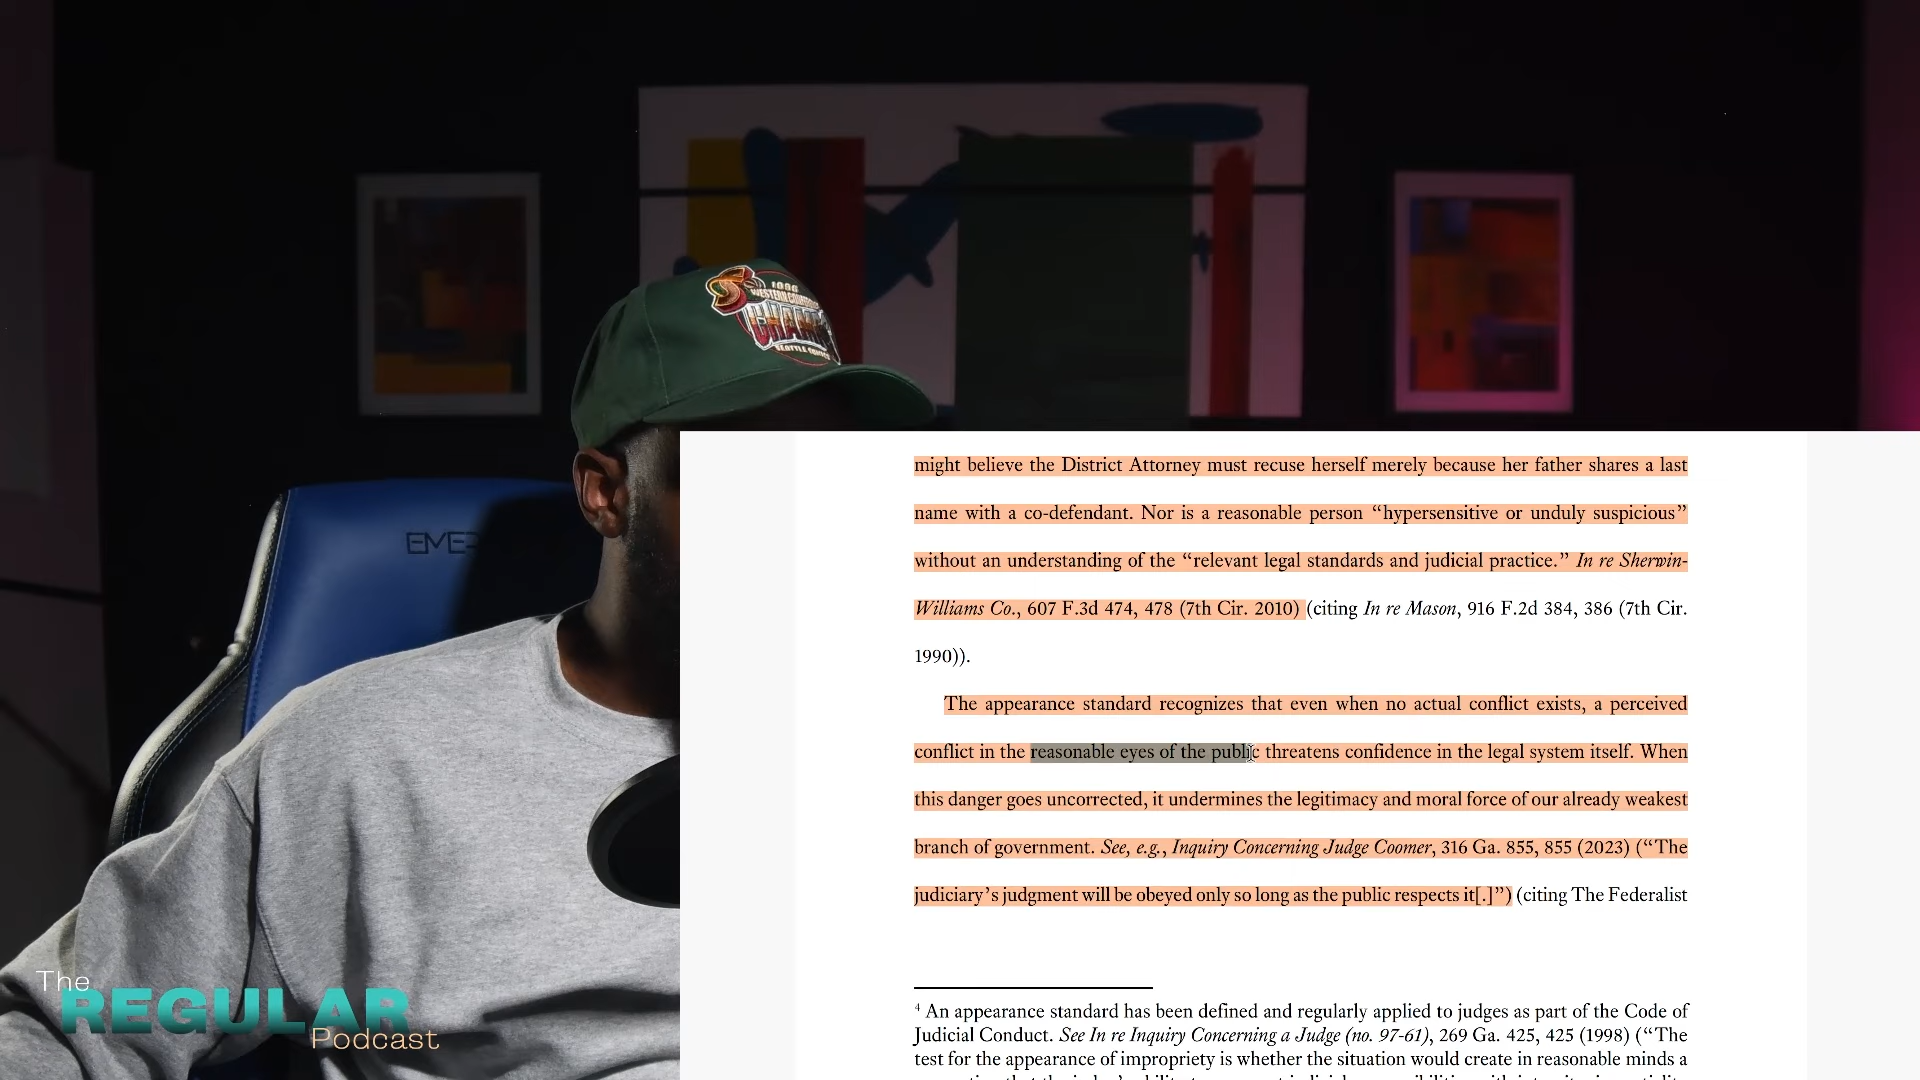 1996
WESTERN CONFERENCE
CHAMPS
SEATTLE SONICS
might believe the District Attorney must recuse herself merely because her father shares a last
name with a co-defendant. Nor is a reasonable person “hypersensitive or unduly suspicious”
without an understanding of the “relevant legal standards and judicial practice.” In re Sherwin-
Williams Co., 607 F.3d 474, 478 (7th Cir. 2010) (citing In re Mason, 916 F.2d 384, 386 (7th Cir.
1990)).
The appearance standard recognizes that even when no actual conflict exists, a perceived
conflict in the reasonable eyes of the public threatens confidence in the legal system itself. When
this danger goes uncorrected, it undermines the legitimacy and moral force of our already weakest
branch of government. See, e.g., Inquiry Concerning Judge Coomer, 316 Ga. 855, 855 (2023) (“The
judiciary’s judgment will be obeyed only so long as the public respects it[.]”) (citing The Federalist
4 An appearance standard has been defined and regularly applied to judges as part of the Code of
Judicial Conduct. See In re Inquiry Concerning a Judge (no. 97-61), 269 Ga. 425, 425 (1998) (“The
test for the appearance of impropriety is whether the situation would create in reasonable minds a
The
REGULAR
Podcast